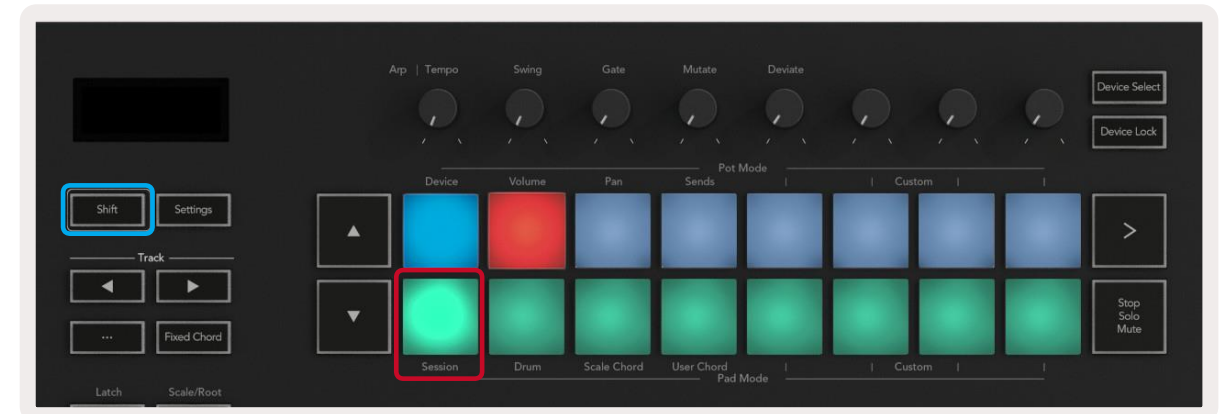 Arp | Tempo
Swing
Gate
Mutate
Deviate
Device Select
Device Lock
Pot Mode
Device
Volume
Pan
Sends
Custom
Shift
Settings
Track
...
Fixed Chord
Stop
Solo
Mute
Session
Drum
Scale Chord
User Chord
Custom
Pad Mode
Latch
Scale/Root